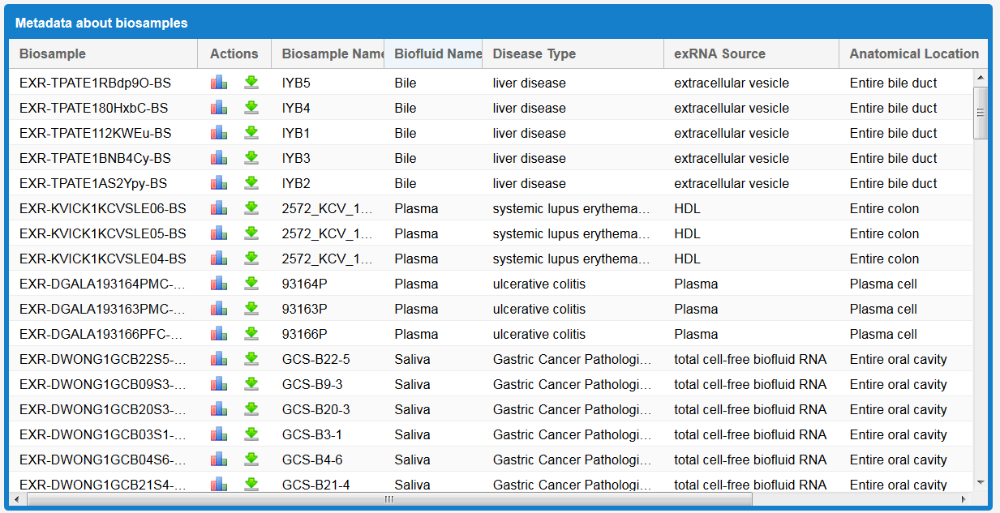 Metadata about biosamples
Biosample Actions Biosample Name Biofluid Name Disease Type exRNA Source Anatomical Location
EXR-TPATE1RBdp9O-BS IYB5 Bile liver disease extracellular vesicle Entire bile duct
EXR-TPATE180HxbC-BS IYB4 Bile liver disease extracellular vesicle Entire bile duct
EXR-TPATE112KWEu-BS IYB1 Bile liver disease extracellular vesicle Entire bile duct
EXR-TPATE1BNB4Cy-BS IYB3 Bile liver disease extracellular vesicle Entire bile duct
EXR-TPATE1AS2Ypy-BS IYB2 Bile liver disease extracellular vesicle Entire bile duct
EXR-KVICK1KCVSLE06-BS 2572_KCV_1... Plasma systemic lupus erythema... HDL Entire colon
EXR-KVICK1KCVSLE05-BS 2572_KCV_1... Plasma systemic lupus erythema... HDL Entire colon
EXR-KVICK1KCVSLE04-BS 2572_KCV_1... Plasma systemic lupus erythema... HDL Entire colon
EXR-DGALA193164PMC-... 93164P Plasma ulcerative colitis Plasma Plasma cell
EXR-DGALA193163PMC-... 93163P Plasma ulcerative colitis Plasma Plasma cell
EXR-DGALA193166PFC-... 93166P Plasma ulcerative colitis Plasma Plasma cell
EXR-DWONG1GCB22S5-... GCS-B22-5 Saliva Gastric Cancer Pathologi... total cell-free biofluid RNA Entire oral cavity
EXR-DWONG1GCB09S3-... GCS-B9-3 Saliva Gastric Cancer Pathologi... total cell-free biofluid RNA Entire oral cavity
EXR-DWONG1GCB20S3-... GCS-B20-3 Saliva Gastric Cancer Pathologi... total cell-free biofluid RNA Entire oral cavity
EXR-DWONG1GCB03S1-... GCS-B3-1 Saliva Gastric Cancer Pathologi... total cell-free biofluid RNA Entire oral cavity
EXR-DWONG1GCB04S6-... GCS-B4-6 Saliva Gastric Cancer Pathologi... total cell-free biofluid RNA Entire oral cavity
EXR-DWONG1GCB21S4-... GCS-B21-4 Saliva Gastric Cancer Pathologi... total cell-free biofluid RNA Entire oral cavity